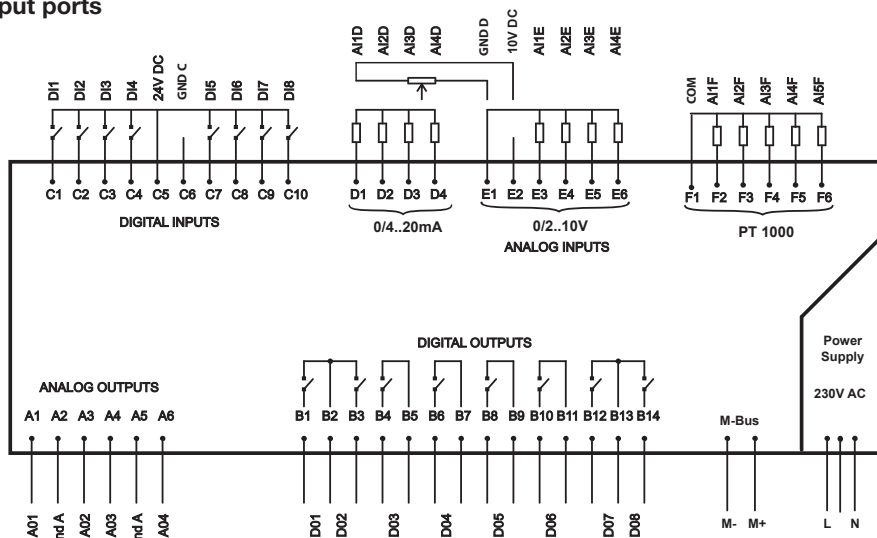 put ports
AI1D AI2D AI3D AI4D GND D 10V DC AI1E AI2E AI3E AI4E
DI1 DI2 DI3 DI4 24V DC GND C DI5 DI6 DI7 DI8
COM AI1F AI2F AI3F AI4F AI5F
C1 C2 C3 C4 C5 C6 C7 C8 C9 C10
D1 D2 D3 D4 E1 E2 E3 E4 E5 E6
F1 F2 F3 F4 F5 F6
DIGITAL INPUTS
0/4..20mA 0/2..10V
PT 1000
ANALOG INPUTS
DIGITAL OUTPUTS
Power
Supply
230V AC
ANALOG OUTPUTS
A1 A2 A3 A4 A5 A6
B1 B2 B3 B4 B5 B6 B7 B8 B9 B10 B11 B12 B13 B14
M-Bus
A01 nd A A02 A03 nd A A04
D01 D02 D03 D04 D05 D06 D07 D08
M- M+
L N